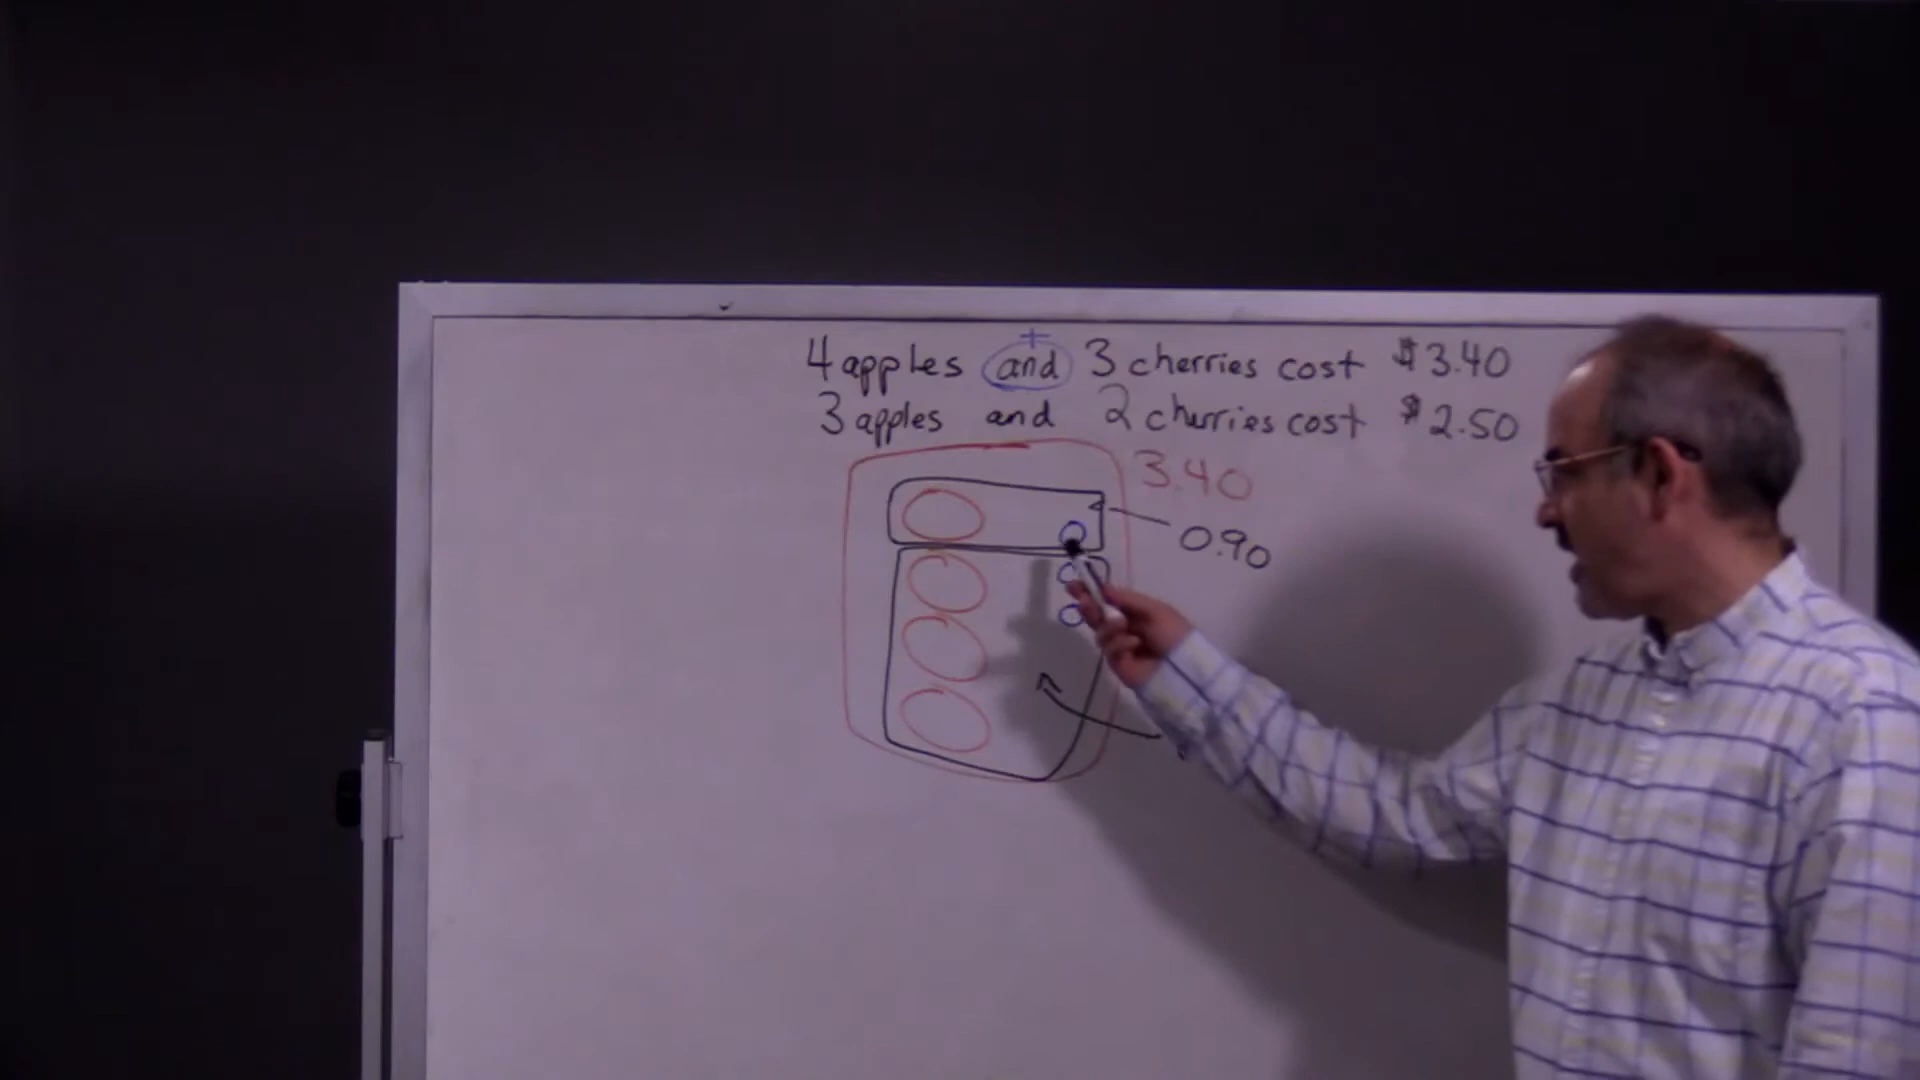 +
4 apples and 3 cherries cost $3.40
3 apples and 2 cherries cost $2.50
3.40
0.90